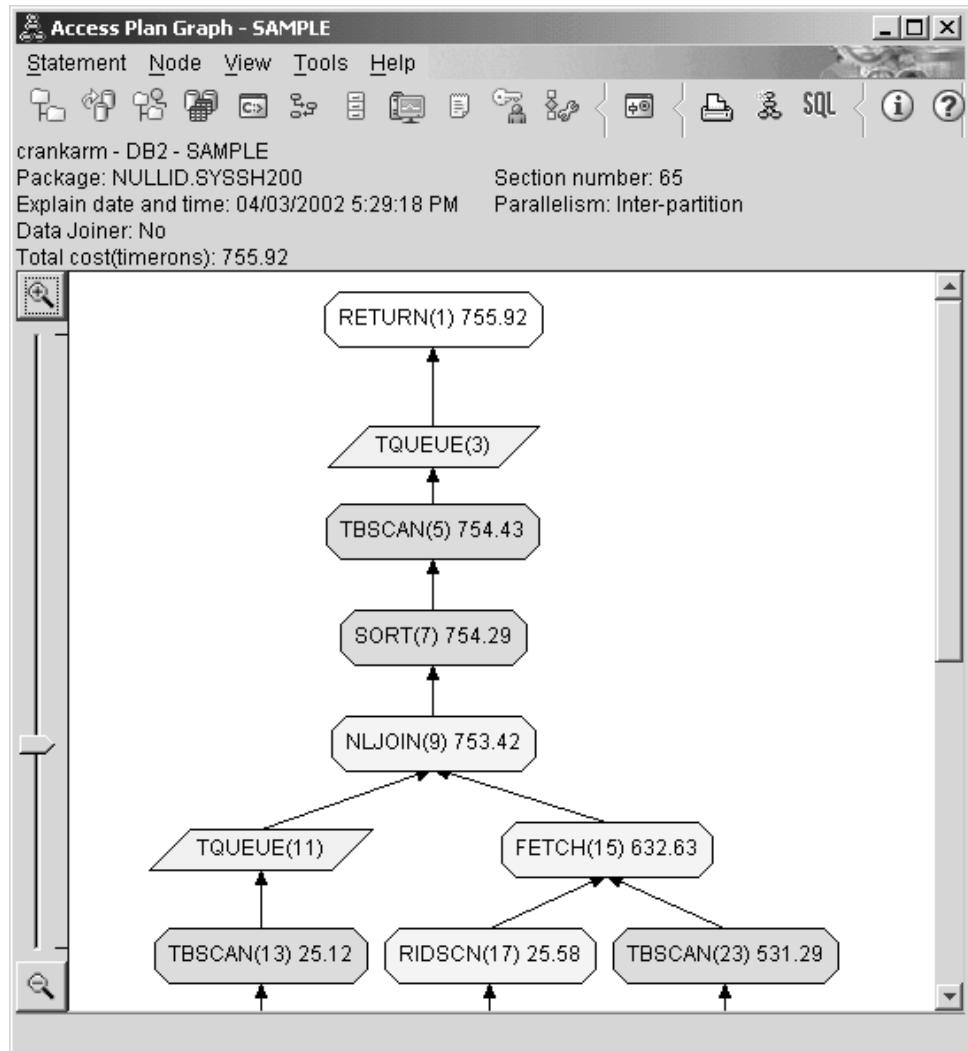 Access Plan Graph - SAMPLE
Statement Node View Tools Help
C:> SQL
crankarm - DB2 - SAMPLE
Package: NULLID.SYSSH200 Section number: 65
Explain date and time: 04/03/2002 5:29:18 PM Parallelism: Inter-partition
Data Joiner: No
Total cost(timerons): 755.92
RETURN(1) 755.92
TQUEUE(3)
TBSCAN(5) 754.43
SORT(7) 754.29
NLJOIN(9) 753.42
TQUEUE(11) FETCH(15) 632.63
TBSCAN(13) 25.12 RIDSCN(17) 25.58 TBSCAN(23) 531.29